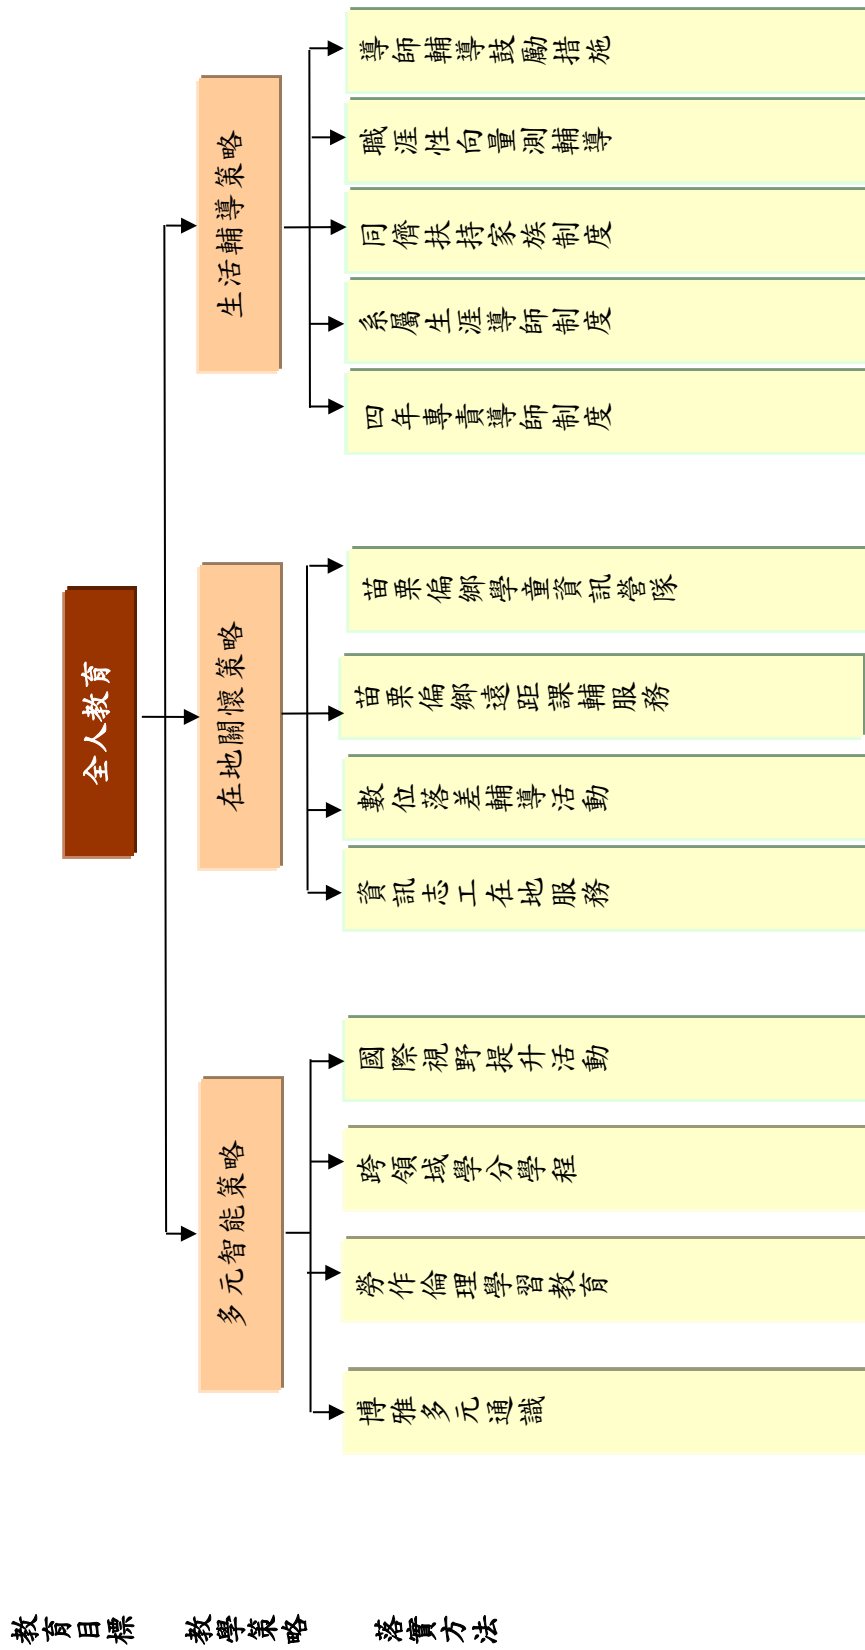 教育目標
全人教育
教學策略
多元智能策略
在地關懷策略
生活輔導策略
落實方法
博雅多元通識
勞作倫理學習教育
跨領域學分學程
國際視野提升活動
資訊志工在地服務
數位落差輔導活動
苗栗偏鄉遠距課輔服務
苗栗偏鄉學童資訊營隊
四年專責導師制度
系屬生涯導師制度
同儕扶持家族制度
職涯性向量測輔導
導師輔導鼓勵措施